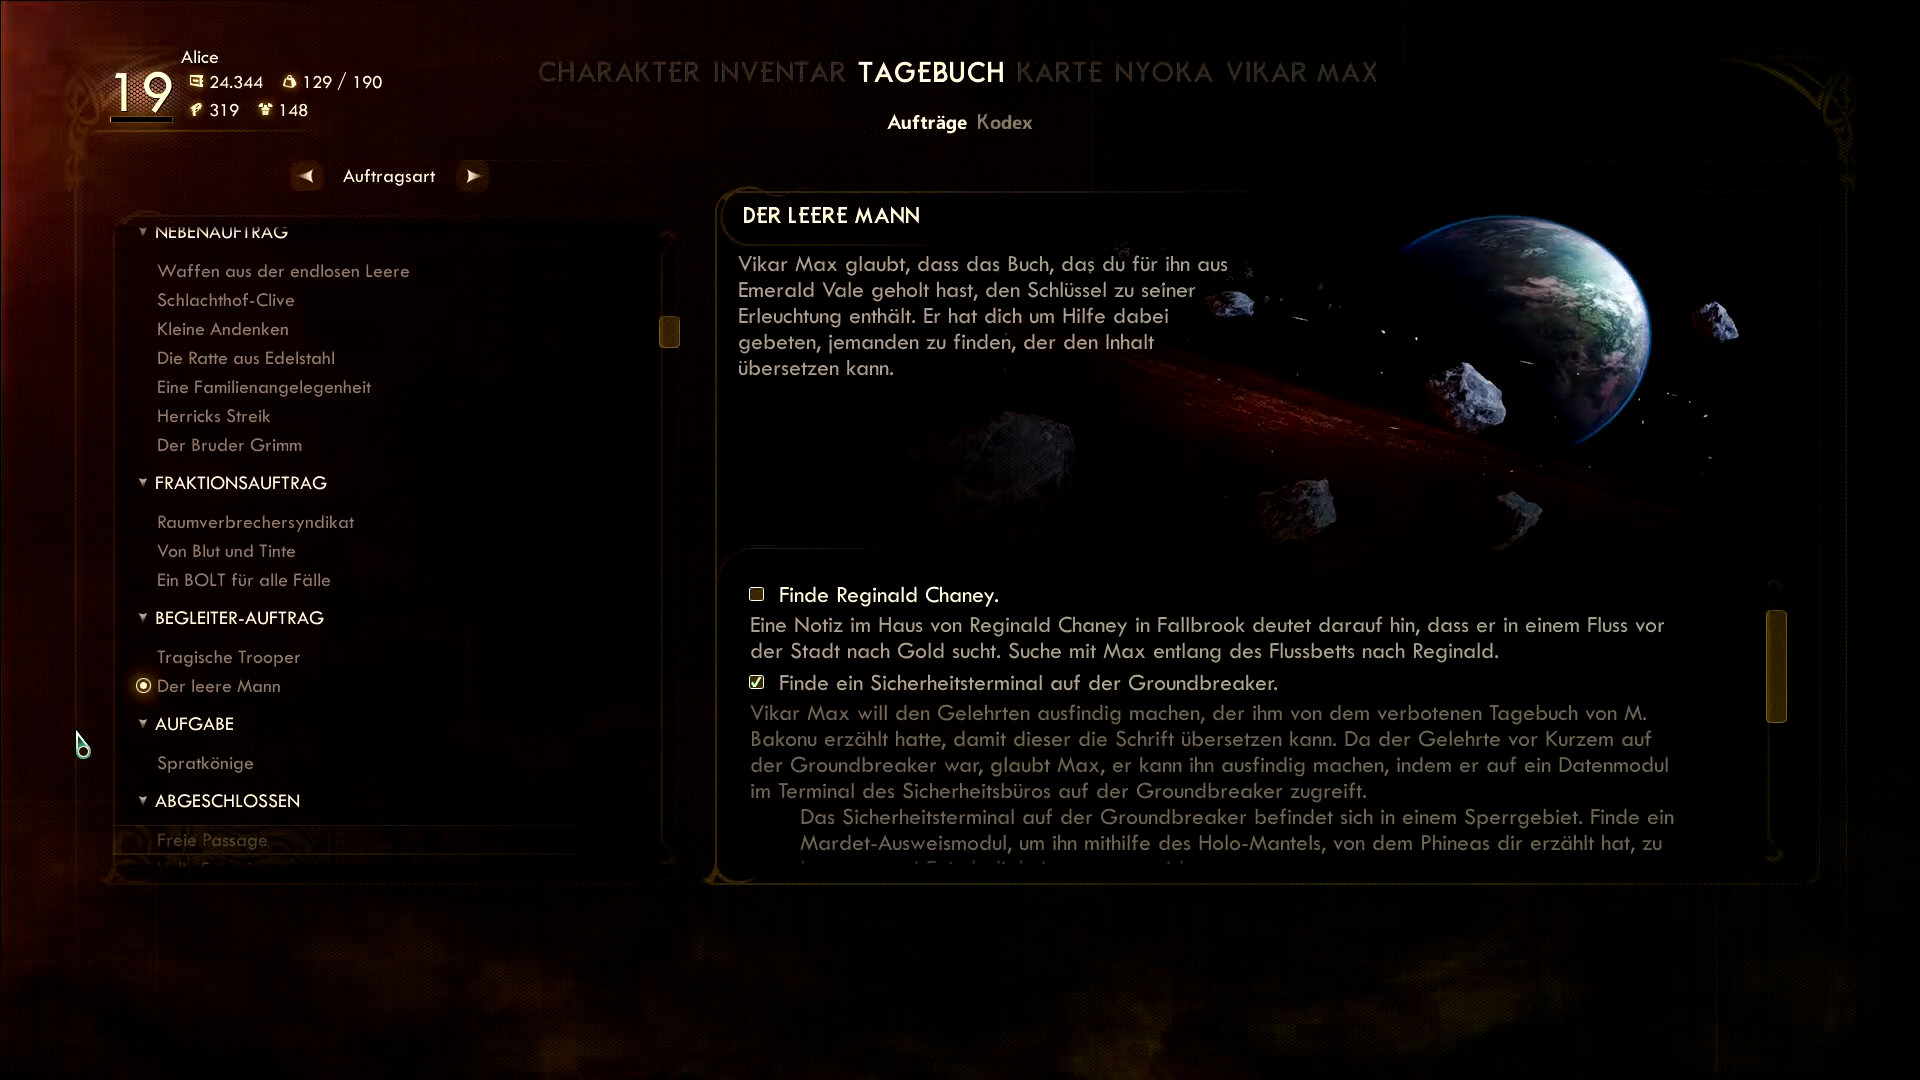 Alice
19
24.344 129 / 190
319 148
CHARAKTER INVENTAR TAGEBUCH KARTE NYOKA VIKAR MAX
Aufträge Kodex
Auftragsart
NEBENAUFTRAG
Waffen aus der endlosen Leere
Schlachthof-Clive
Kleine Andenken
Die Ratte aus Edelstahl
Eine Familienangelegenheit
Herricks Streik
Der Bruder Grimm
FRAKTIONSAUFTRAG
Raumverbrechersyndikat
Von Blut und Tinte
Ein BOLT für alle Fälle
BEGLEITER-AUFTRAG
Tragische Trooper
Der leere Mann
AUFGABE
Spratkönige
ABGESCHLOSSEN
Freie Passage
DER LEERE MANN
Vikar Max glaubt, dass das Buch, das du für ihn aus
Emerald Vale geholt hast, den Schlüssel zu seiner
Erleuchtung enthält. Er hat dich um Hilfe dabei
gebeten, jemanden zu finden, der den Inhalt
übersetzen kann.
Finde Reginald Chaney.
Eine Notiz im Haus von Reginald Chaney in Fallbrook deutet darauf hin, dass er in einem Fluss vor
der Stadt nach Gold sucht. Suche mit Max entlang des Flussbetts nach Reginald.
Finde ein Sicherheitsterminal auf der Groundbreaker.
Vikar Max will den Gelehrten ausfindig machen, der ihm von dem verbotenen Tagebuch von M.
Bakonu erzählt hatte, damit dieser die Schrift übersetzen kann. Da der Gelehrte vor Kurzem auf
der Groundbreaker war, glaubt Max, er kann ihn ausfindig machen, indem er auf ein Datenmodul
im Terminal des Sicherheitsbüros auf der Groundbreaker zugreift.
Das Sicherheitsterminal auf der Groundbreaker befindet sich in einem Sperrgebiet. Finde ein
Mardet-Ausweismodul, um ihn mithilfe des Holo-Mantels, von dem Phineas dir erzählt hat, zu